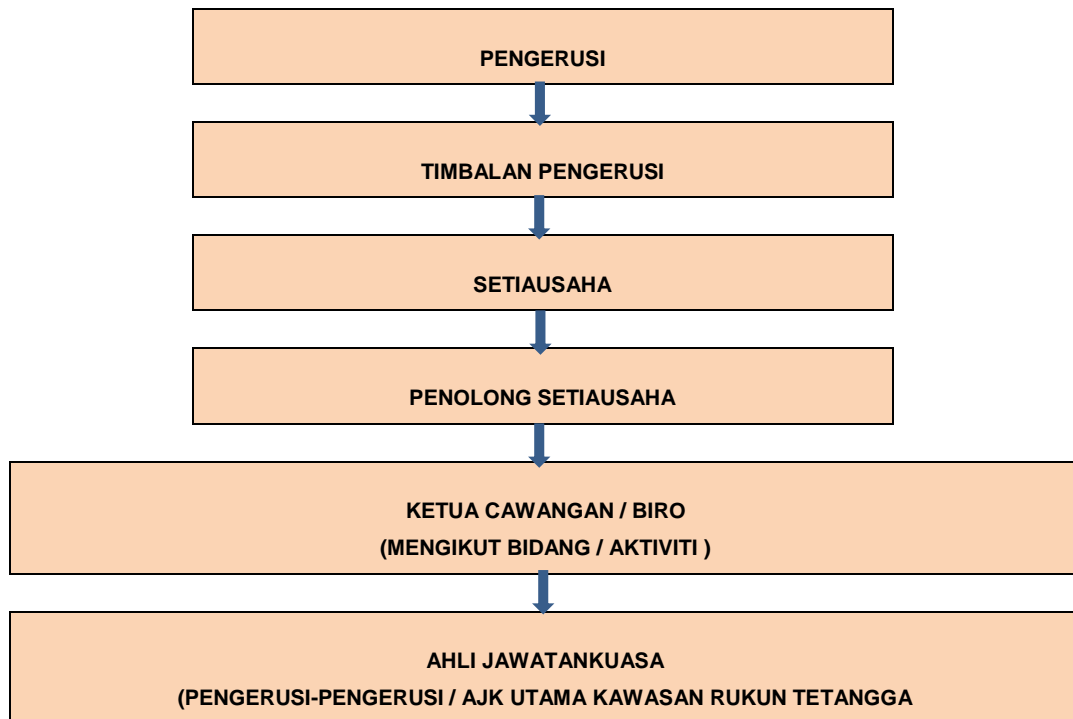 PENGERUSI
TIMBALAN PENGERUSI
SETIAUSAHA
PENOLONG SETIAUSAHA
KETUA CAWANGAN / BIRO
(MENGIKUT BIDANG / AKTIVITI )
AHLI JAWATANKUASA
(PENGERUSI-PENGERUSI / AJK UTAMA KAWASAN RUKUN TETANGGA